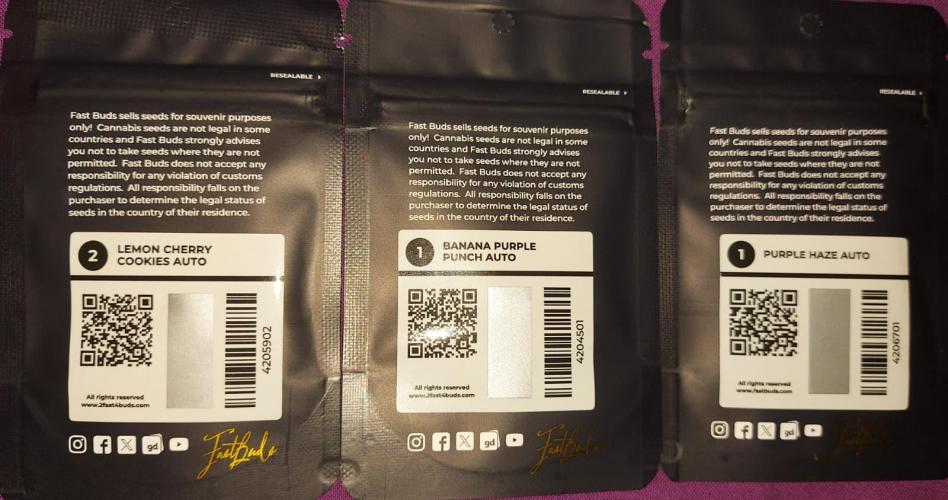 RESEALABLE
Fast Buds sells seeds for souvenir purposes
only! Cannabis seeds are not legal in some
countries and Fast Buds strongly advises
you not to take seeds where they are not
permitted. Fast Buds does not accept any
responsibility for any violation of customs
regulations. All responsibility falls on the
purchaser to determine the legal status of
seeds in the country of their residence.
2 LEMON CHERRY
COOKIES AUTO
4205902
All rights reserved
www.2fast4buds.com
gd
FastBuds
RESEALABLE
Fast Buds sells seeds for souvenir purposes
only! Cannabis seeds are not legal in some
countries and Fast Buds strongly advises
you not to take seeds where they are not
permitted. Fast Buds does not accept any
responsibility for any violation of customs
regulations. All responsibility falls on the
purchaser to determine the legal status of
seeds in the country of their residence.
1 BANANA PURPLE
PUNCH AUTO
4204501
All rights reserved
www.2fast4buds.com
gd
FastBuds
RESEALABLE
Fast Buds sells seeds for souvenir purposes
only! Cannabis seeds are not legal in some
countries and Fast Buds strongly advises
you not to take seeds where they are not
permitted. Fast Buds does not accept any
responsibility for any violation of customs
regulations. All responsibility falls on the
purchaser to determine the legal status of
seeds in the country of their residence.
1 PURPLE HAZE AUTO
4206701
All rights reserved
gd
FastBuds